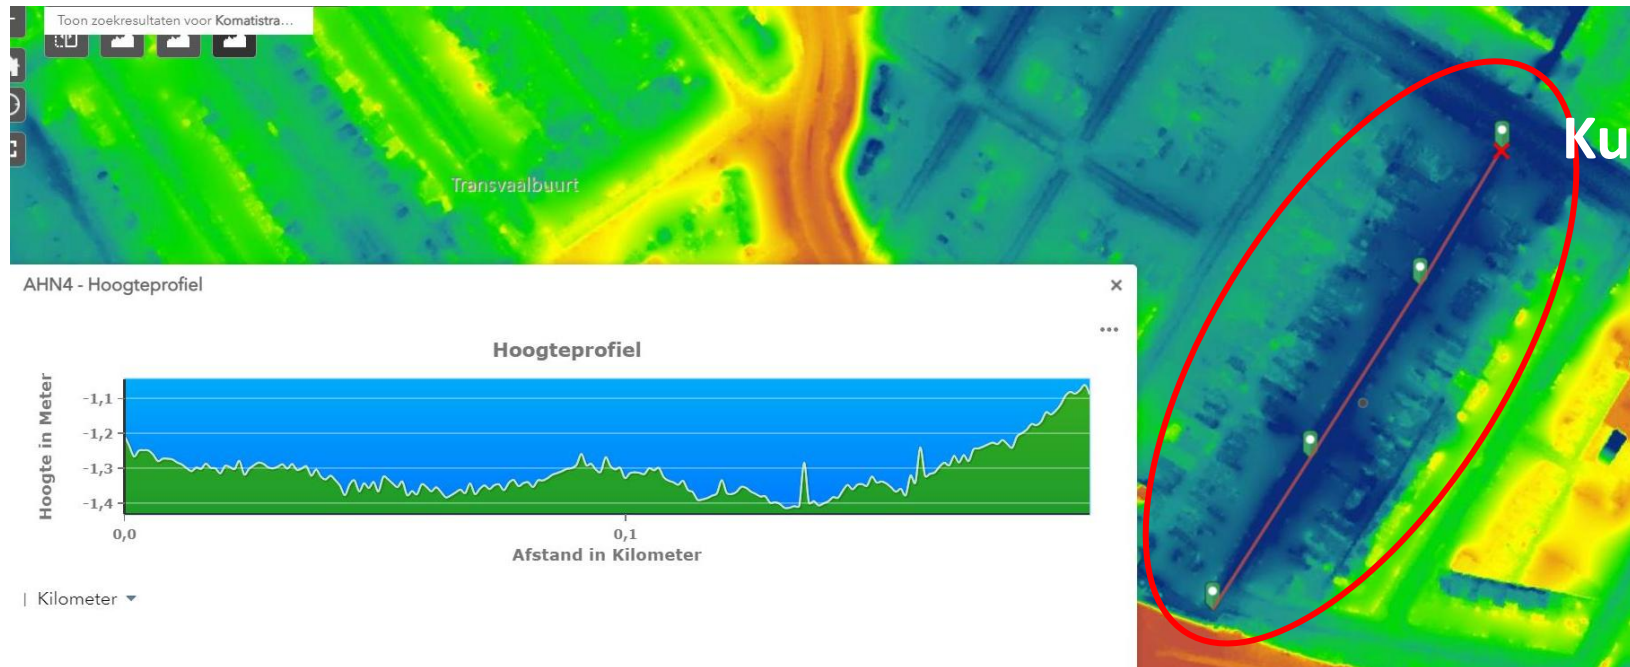 Toon zoekresultaten voor Komatistra…
Transvaalbuurt
Ku
AHN4 - Hoogteprofiel
Hoogteprofiel
Hoogte in Meter
-1,1
-1,2
-1,3
-1,4
0,0
0,1
Afstand in Kilometer
| Kilometer